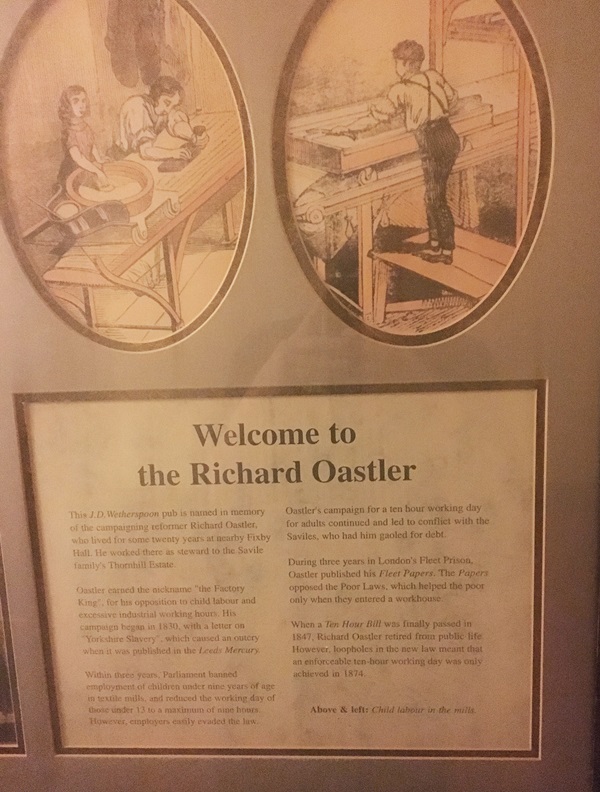 Welcome to
the Richard Oastler
This J.D.Wetherspoon pub is named in memory
of the campaigning reformer Richard Oastler,
who lived for some twenty years at nearby Fixby
Hall. He worked there as steward to the Savile
family's Thornhill Estate.
Oastler earned the nickname "the Factory
King", for his opposition to child labour and
excessive industrial working hours. His
campaign began in 1830, with a letter on
"Yorkshire Slavery", which caused an outcry
when it was published in the Leeds Mercury.
Within three years, Parliament banned
employment of children under nine years of age
in textile mills, and reduced the working day of
those under 13 to a maximum of nine hours.
However, employers easily evaded the law.
Oastler's campaign for a ten hour working day
for adults continued and led to conflict with the
Saviles, who had him gaoled for debt.
During three years in London's Fleet Prison,
Oastler published his Fleet Papers. The Papers
opposed the Poor Laws, which helped the poor
only when they entered a workhouse.
When a Ten Hour Bill was finally passed in
1847, Richard Oastler retired from public life.
However, loopholes in the new law meant that
an enforceable ten-hour working day was only
achieved in 1874.
Above & left: Child labour in the mills.